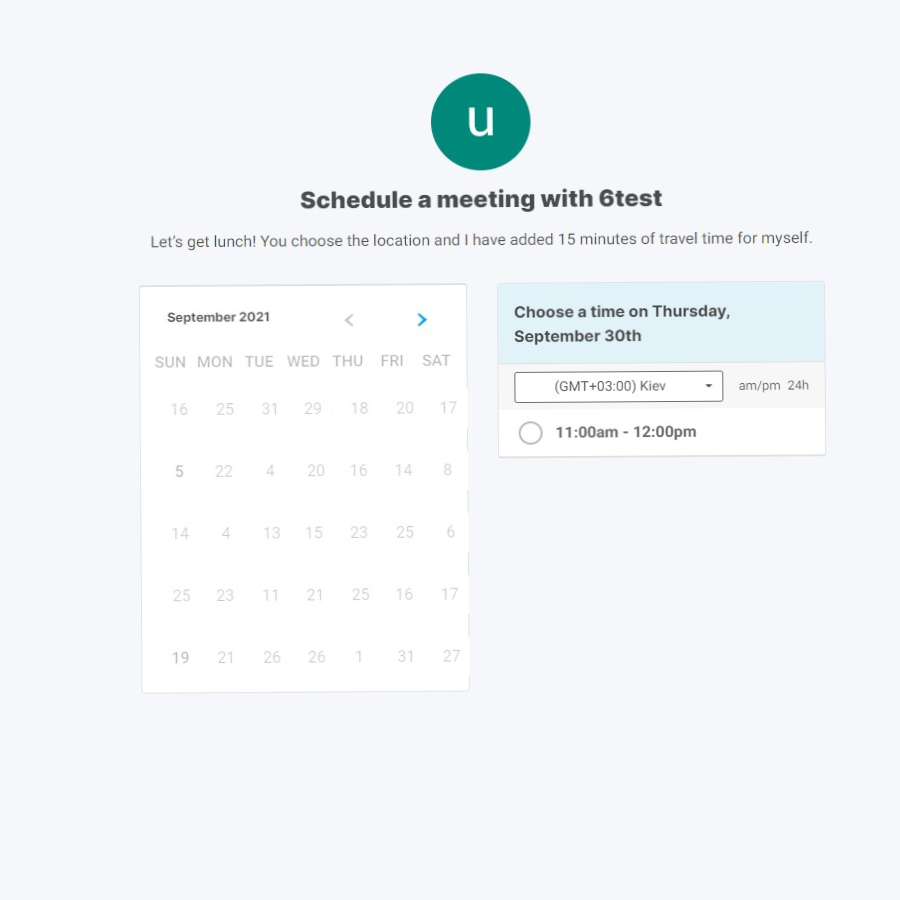 u
Schedule a meeting with 6test
Let's get lunch! You choose the location and I have added 15 minutes of travel time for myself.
September 2021
SUN MON TUE WED THU FRI SAT
16 25 31 29 18 20 17
5 22 4 20 16 14 8
14 4 13 15 23 25 6
25 23 11 21 25 16 17
19 21 26 26 1 31 27
Choose a time on Thursday,
September 30th
(GMT+03:00) Kiev
am/pm 24h
11:00am - 12:00pm